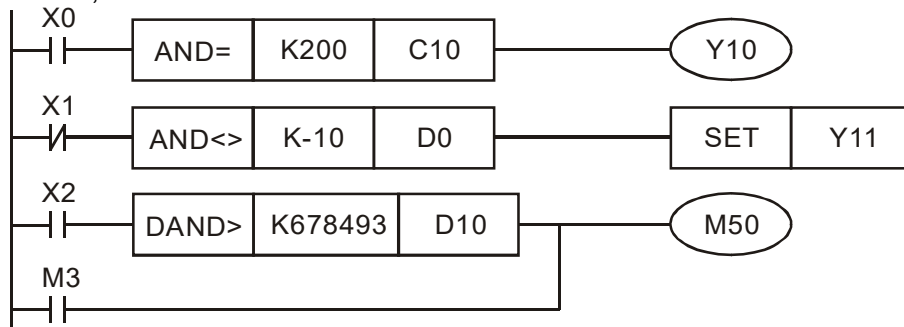 X0
AND= K200 C10 Y10
X1
AND<> K-10 D0 SET Y11
X2
DAND> K678493 D10 M50
M3